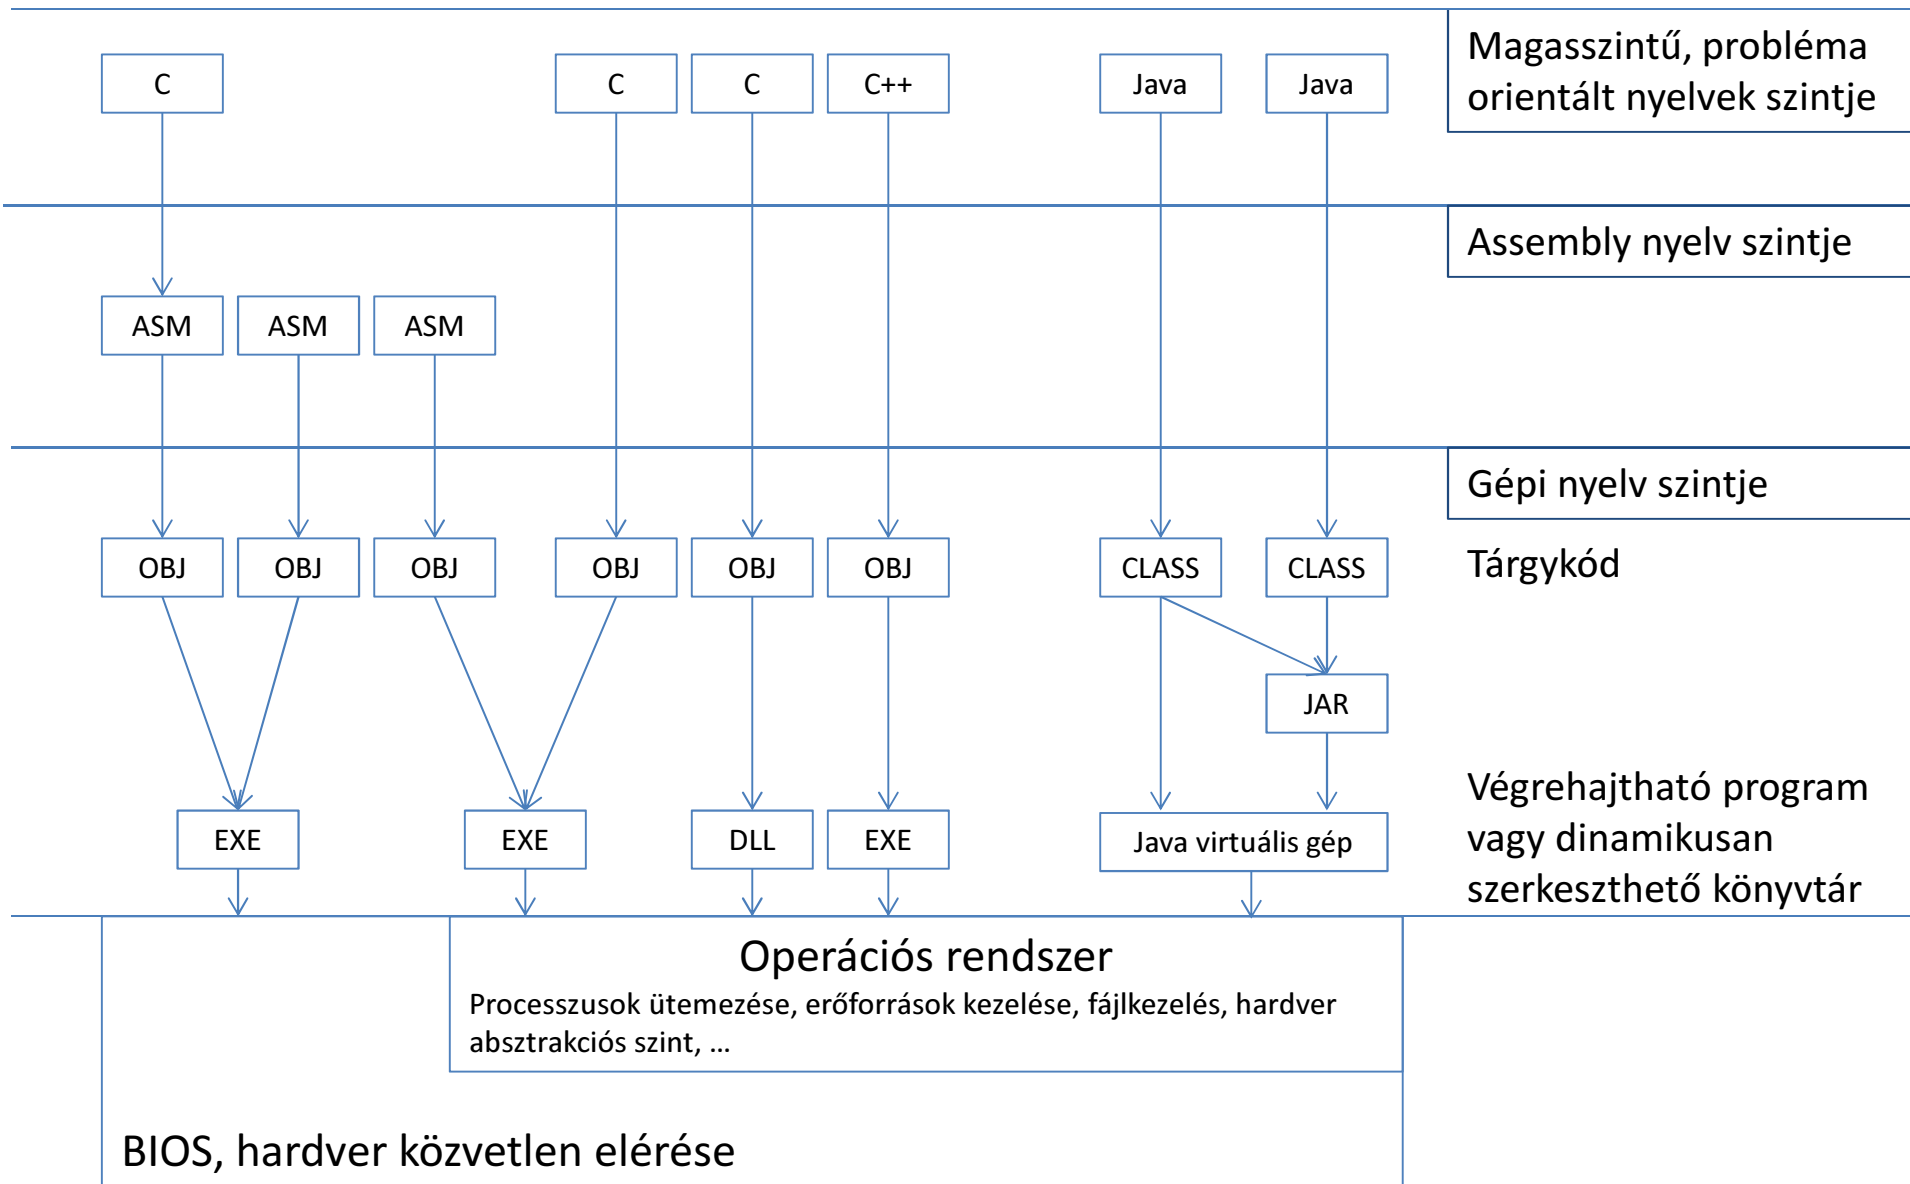 Magasszintű, probléma
orientált nyelvek szintje
C
C
C
C++
Java
Java
Assembly nyelv szintje
ASM
ASM
ASM
Gépi nyelv szintje
OBJ
OBJ
OBJ
OBJ
OBJ
OBJ
CLASS
CLASS
Tárgykód
JAR
Végrehajtható program
vagy dinamikusan
szerkeszthető könyvtár
EXE
EXE
DLL
EXE
Java virtuális gép
Operációs rendszer
Processzusok ütemezése, erőforrások kezelése, fájlkezelés, hardver
absztrakciós szint, ...
BIOS, hardver közvetlen elérése